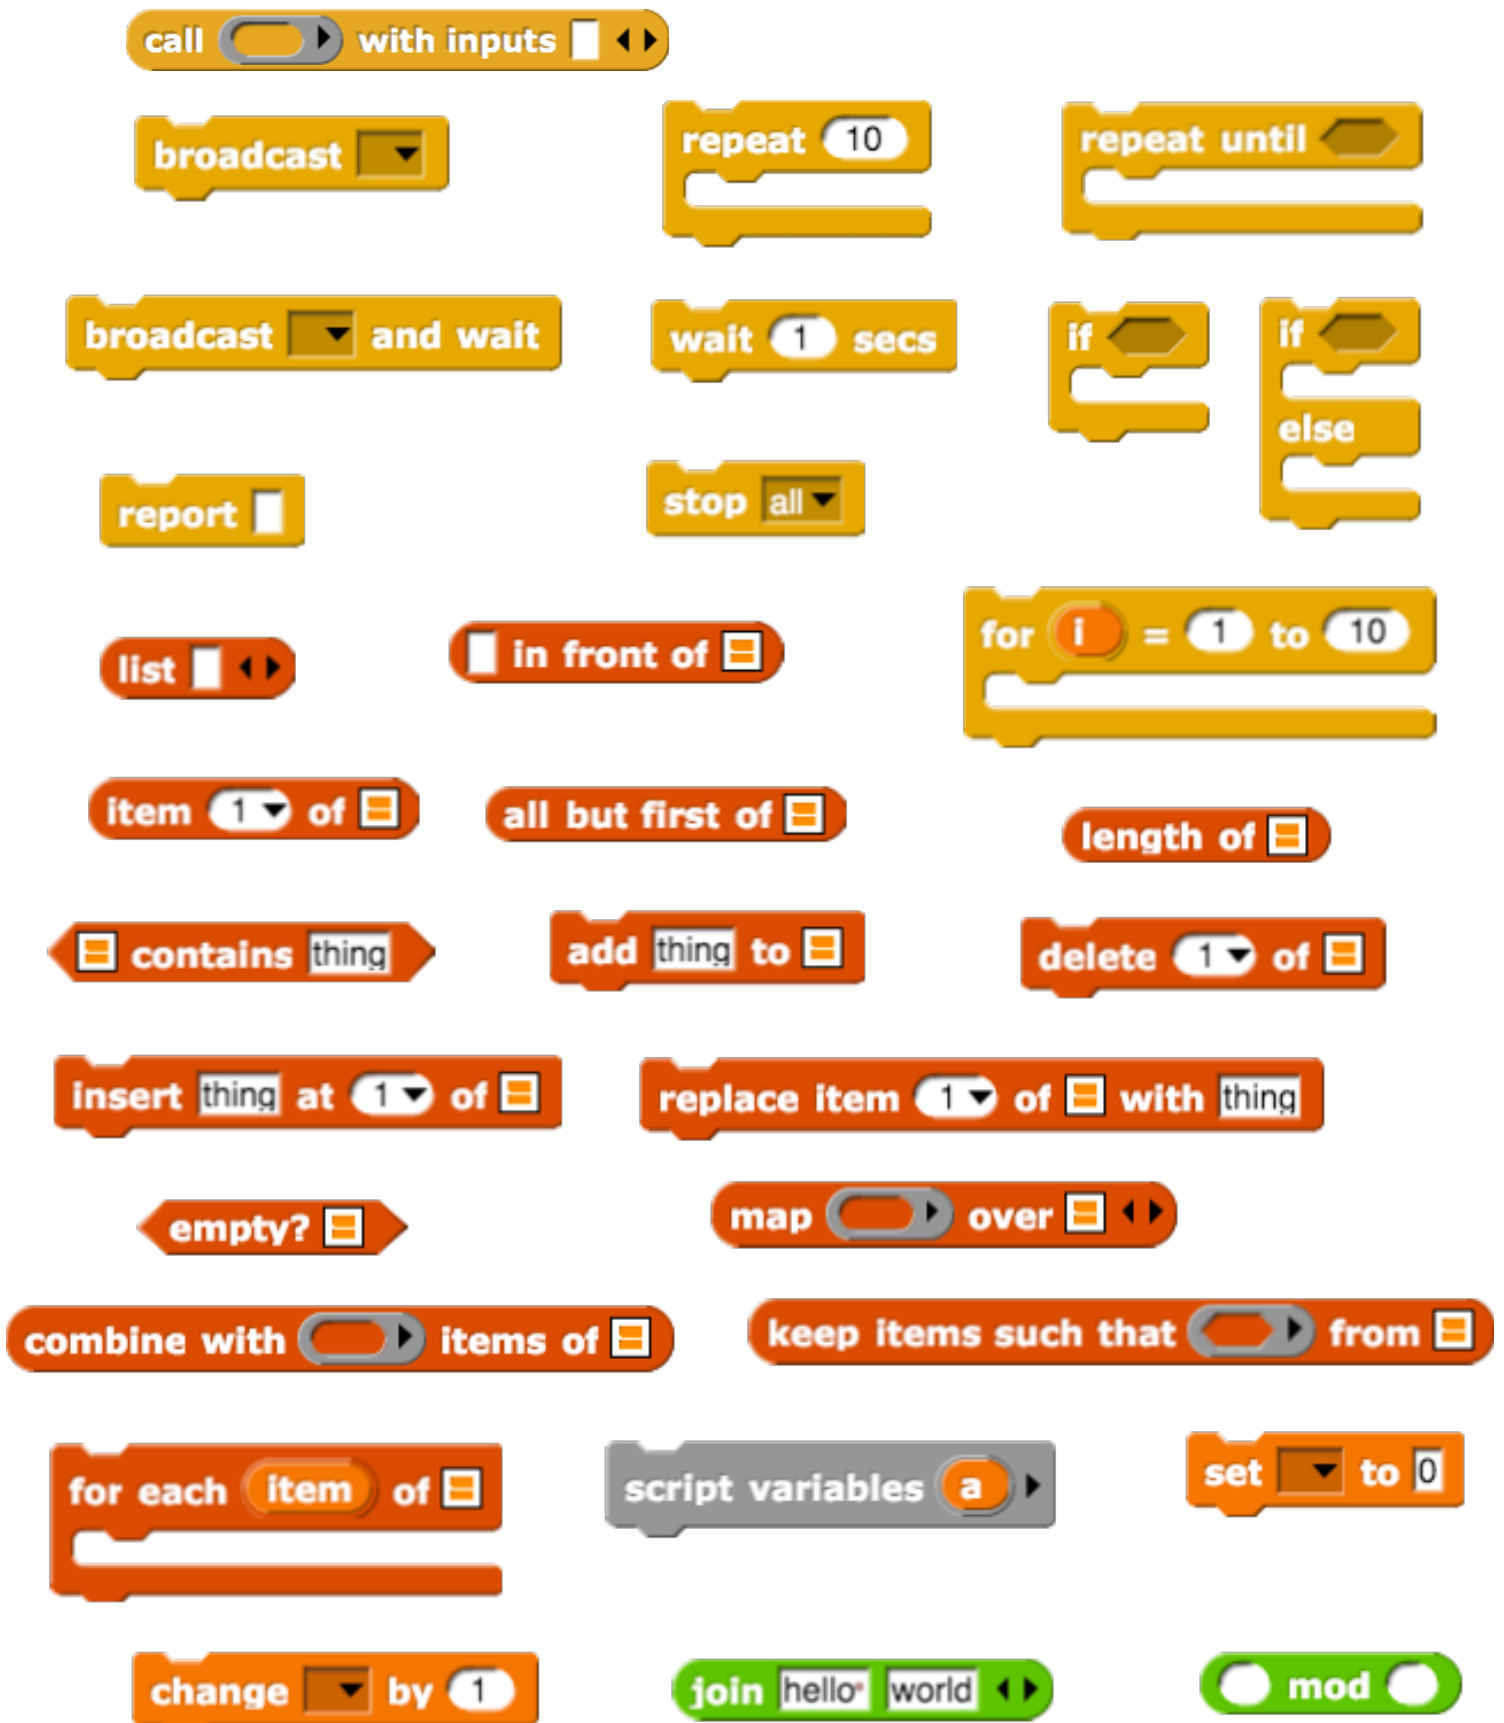 call with inputs
broadcast
repeat 10
repeat until
broadcast and wait
wait 1 secs
if
if
else
report
stop all
list
in front of
for i = 1 to 10
item 1 of
all but first of
length of
contains thing
add thing to
delete 1 of
insert thing at 1 of
replace item 1 of with thing
empty?
map over
combine with items of
keep items such that from
for each item of
script variables a
set to 0
change by 1
join hello world
mod